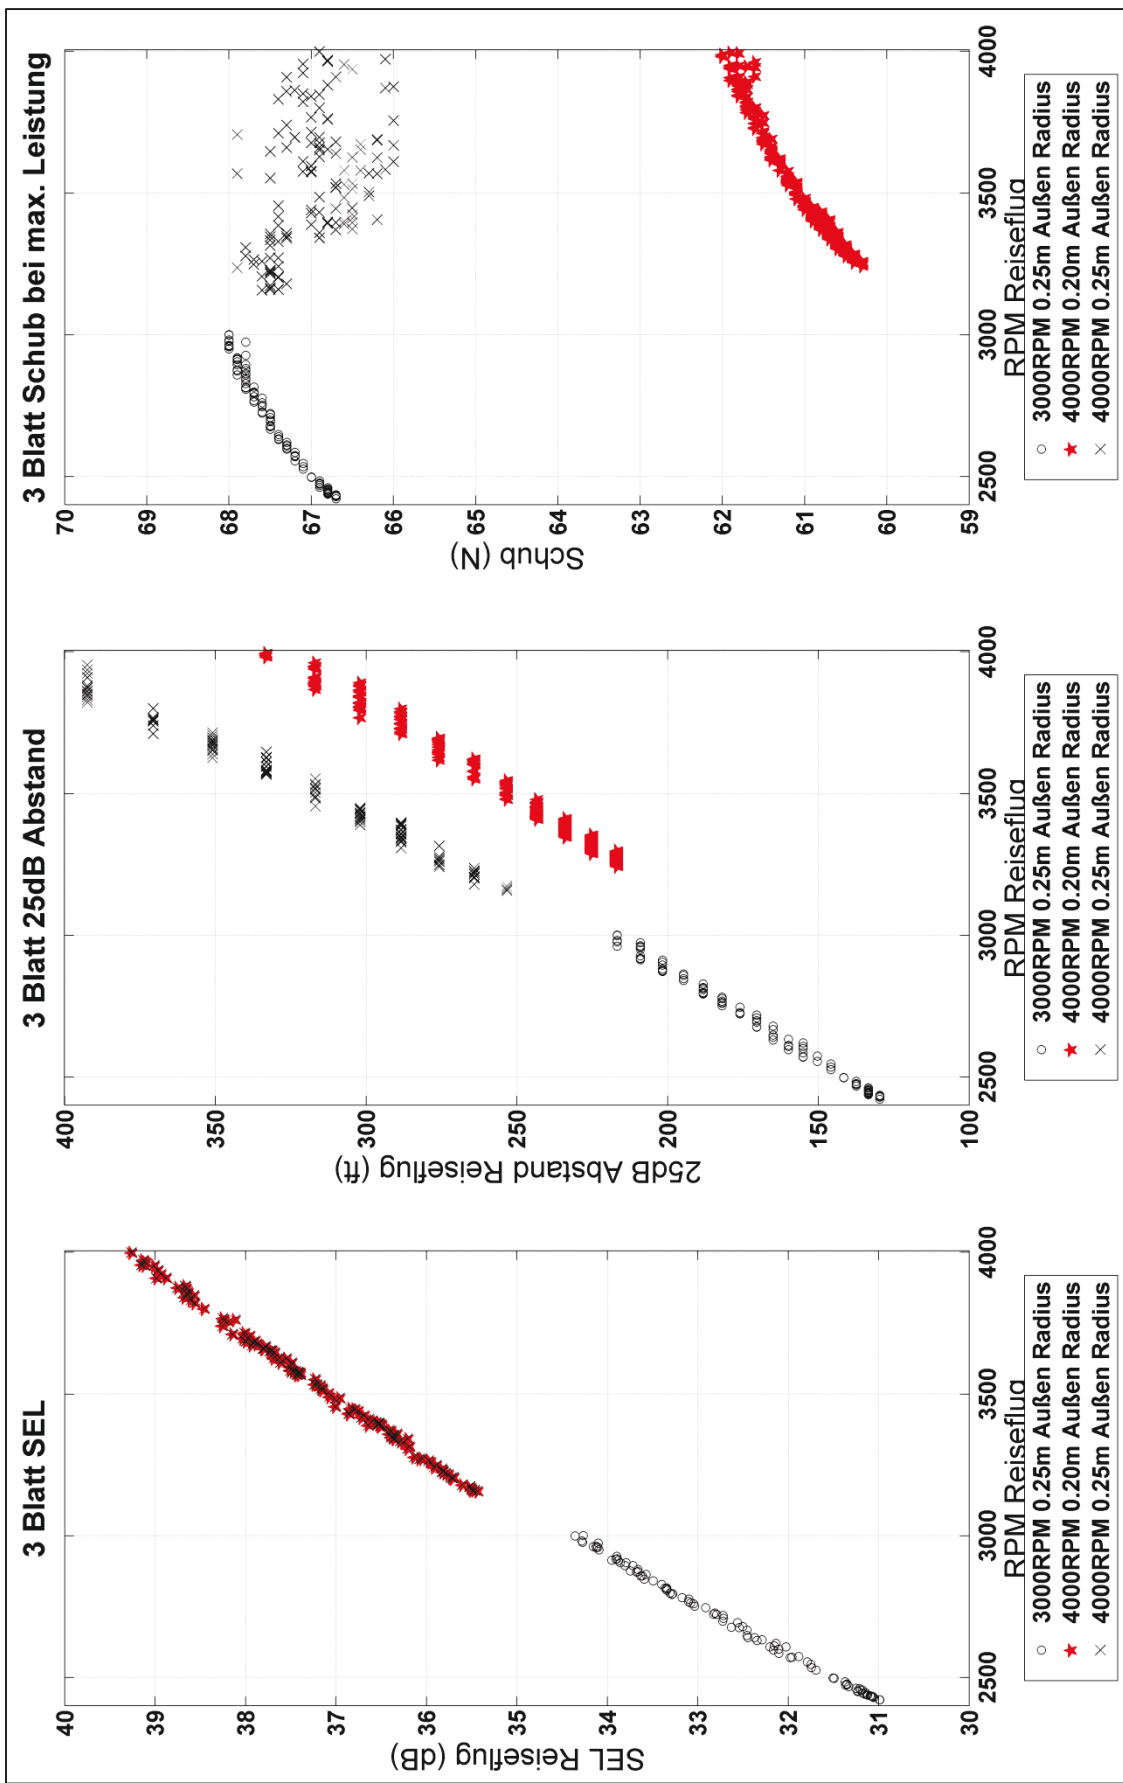 3 Blatt SEL
SEL Reiseflug (dB)
40
39
38
37
36
35
34
33
32
31
30
2500
3000
3500
4000
RPM Reiseflug
3000RPM 0.25m Außen Radius
4000RPM 0.20m Außen Radius
4000RPM 0.25m Außen Radius
3 Blatt 25dB Abstand
25dB Abstand Reiseflug (ft)
400
350
300
250
200
150
100
2500
3000
3500
4000
RPM Reiseflug
3000RPM 0.25m Außen Radius
4000RPM 0.20m Außen Radius
4000RPM 0.25m Außen Radius
3 Blatt Schub bei max. Leistung
Schub (N)
70
69
68
67
66
65
64
63
62
61
60
59
2500
3000
3500
4000
RPM Reiseflug
3000RPM 0.25m Außen Radius
4000RPM 0.20m Außen Radius
4000RPM 0.25m Außen Radius